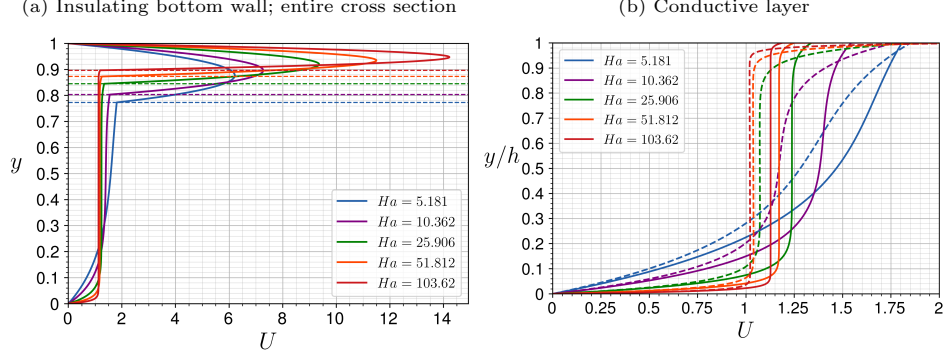 (a) Insulating bottom wall; entire cross section
1
0.9
0.8
0.7
0.6
0.5
0.4
0.3
0.2
0.1
0
y
0 2 4 6 8 10 12 14
U
Ha = 5.181
Ha = 10.362
Ha = 25.906
Ha = 51.812
Ha = 103.62
(b) Conductive layer
1
0.9
0.8
0.7
0.6
0.5
0.4
0.3
0.2
0.1
0
y/h
0 0.25 0.5 0.75 1 1.25 1.5 1.75 2
U
Ha = 5.181
Ha = 10.362
Ha = 25.906
Ha = 51.812
Ha = 103.62